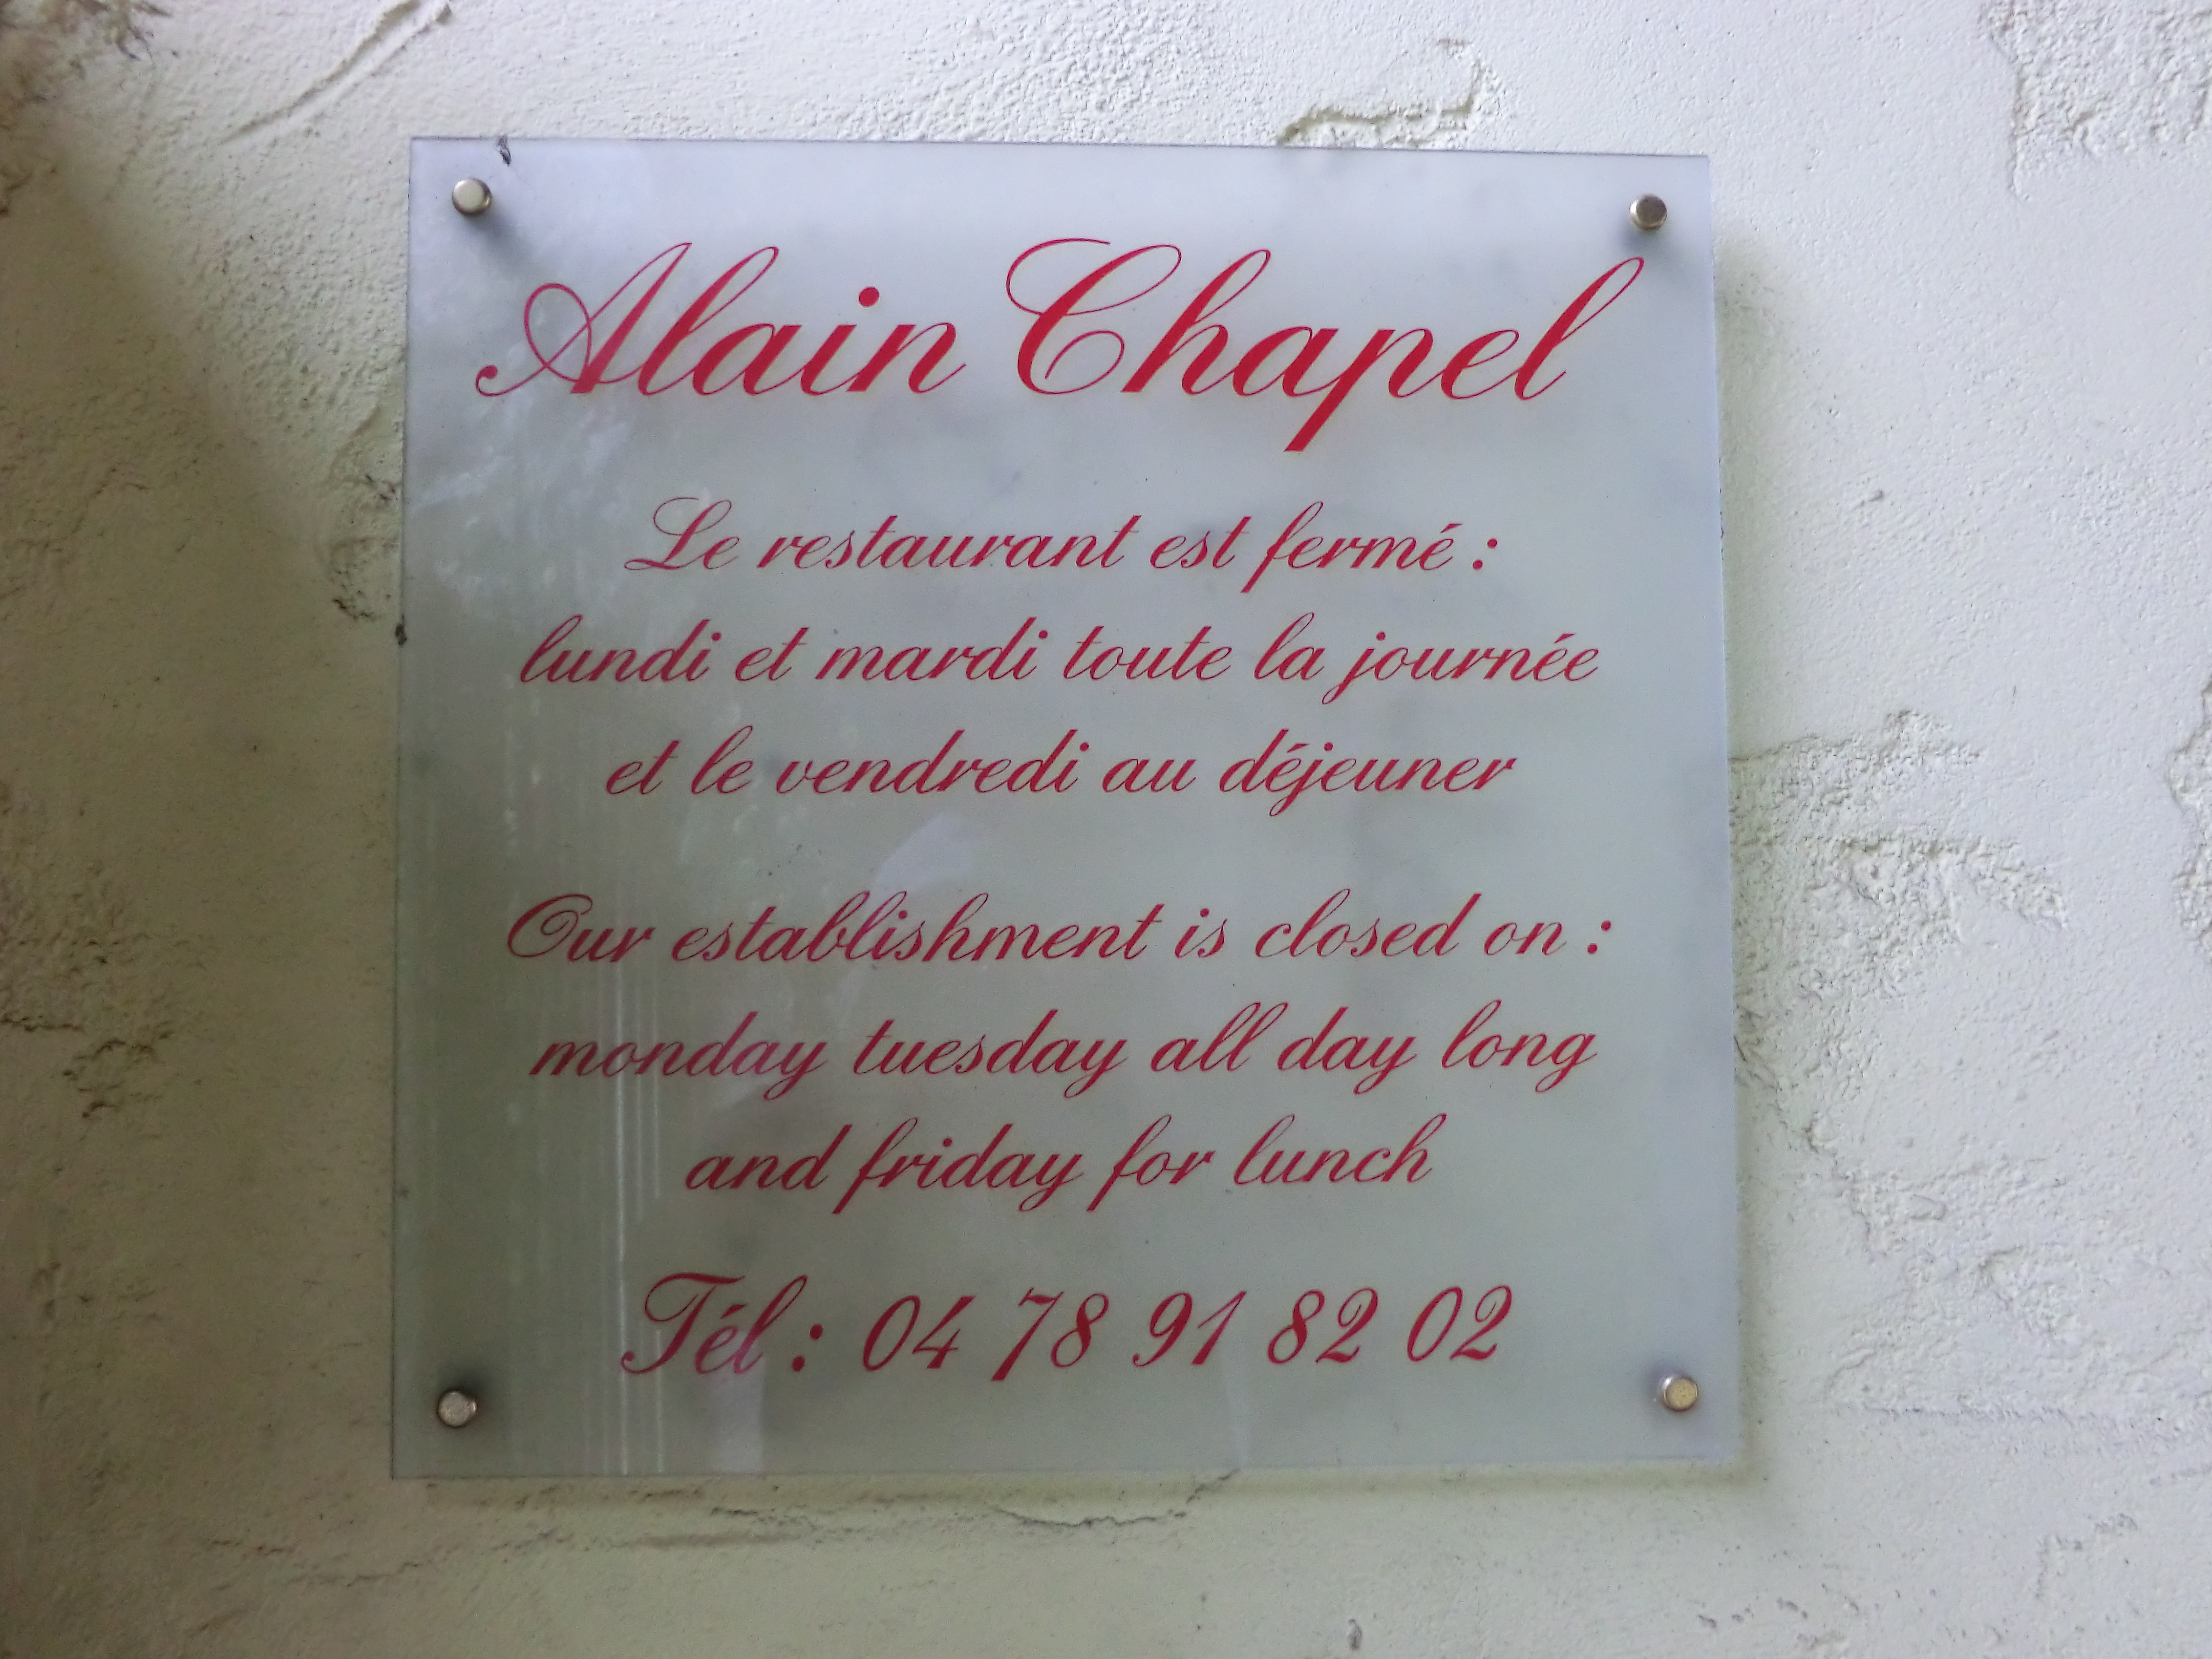 Alain Chapel
Le restaurant est fermé :
lundi et mardi toute la journée
et le vendredi au déjeuner
Our establishment is closed on :
monday tuesday all day long
and friday for lunch
Tél : 04 78 91 82 02